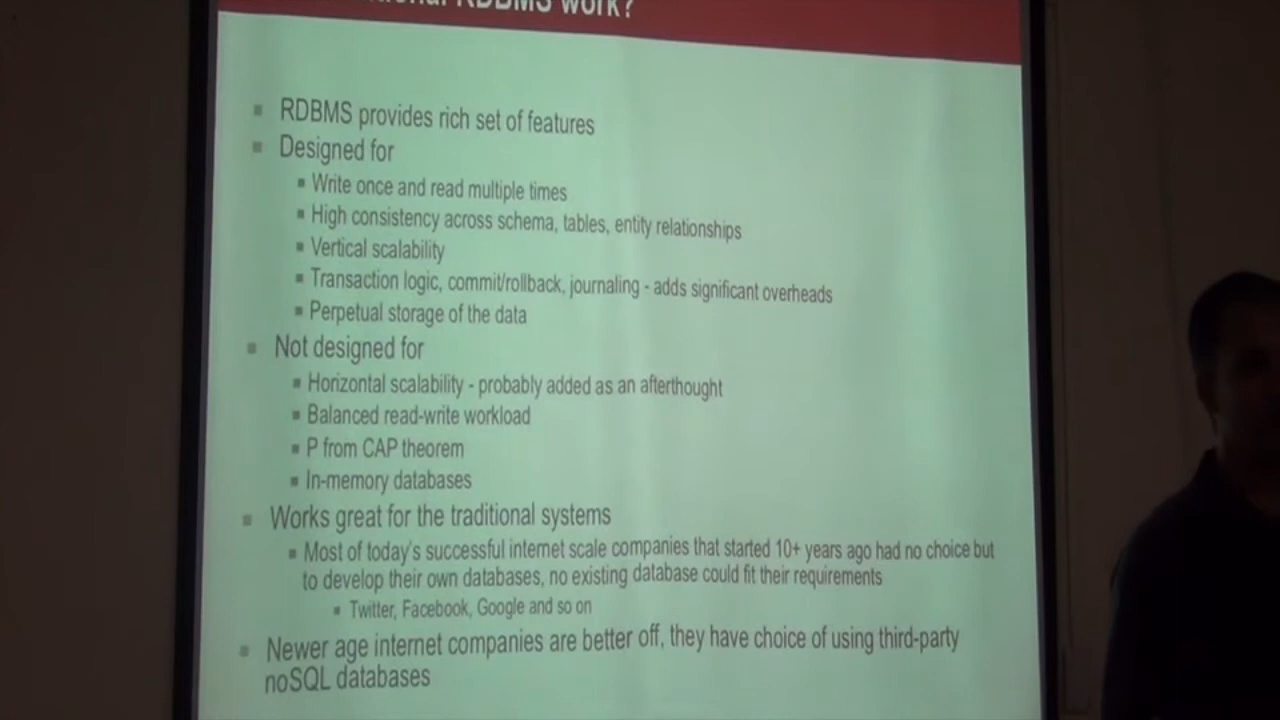 RDBMS work?
RDBMS provides rich set of features
Designed for
Write once and read multiple times
High consistency across schema, tables, entity relationships
Vertical scalability
Transaction logic, commit/rollback, journaling - adds significant overheads
Perpetual storage of the data
Not designed for
Horizontal scalability - probably added as an afterthought
Balanced read-write workload
P from CAP theorem
In-memory databases
Works great for the traditional systems
Most of today's successful internet scale companies that started 10+ years ago had no choice but
to develop their own databases, no existing database could fit their requirements
Twitter, Facebook, Google and so on
Newer age internet companies are better off, they have choice of using third-party
noSQL databases